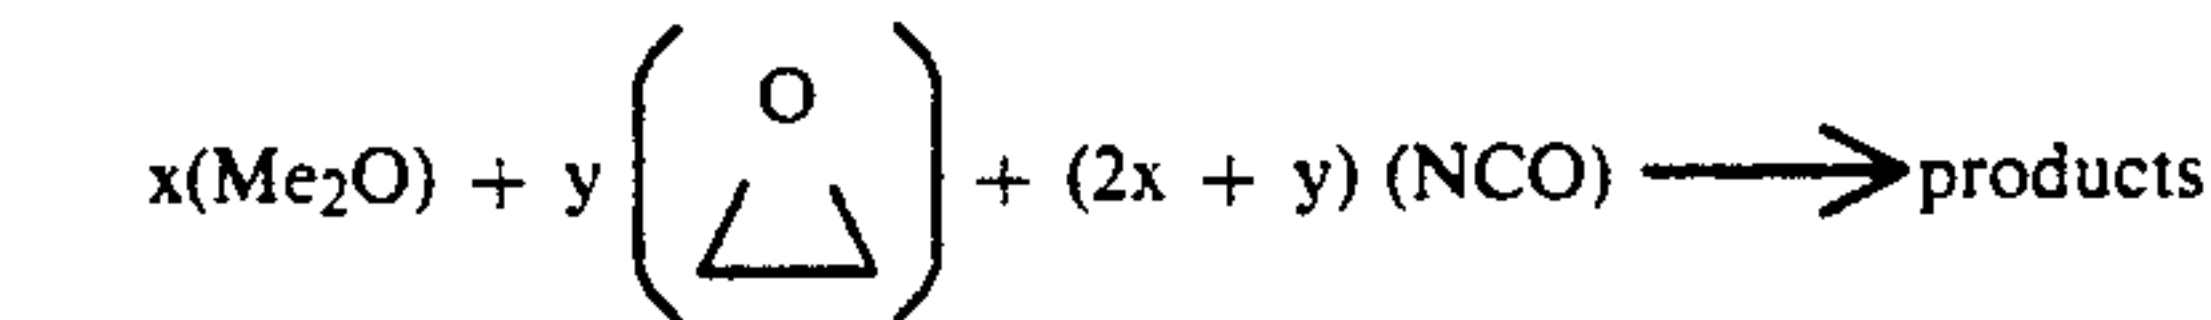 x(Me₂O) + y ( O ) + (2x + y) (NCO) ⟶ products